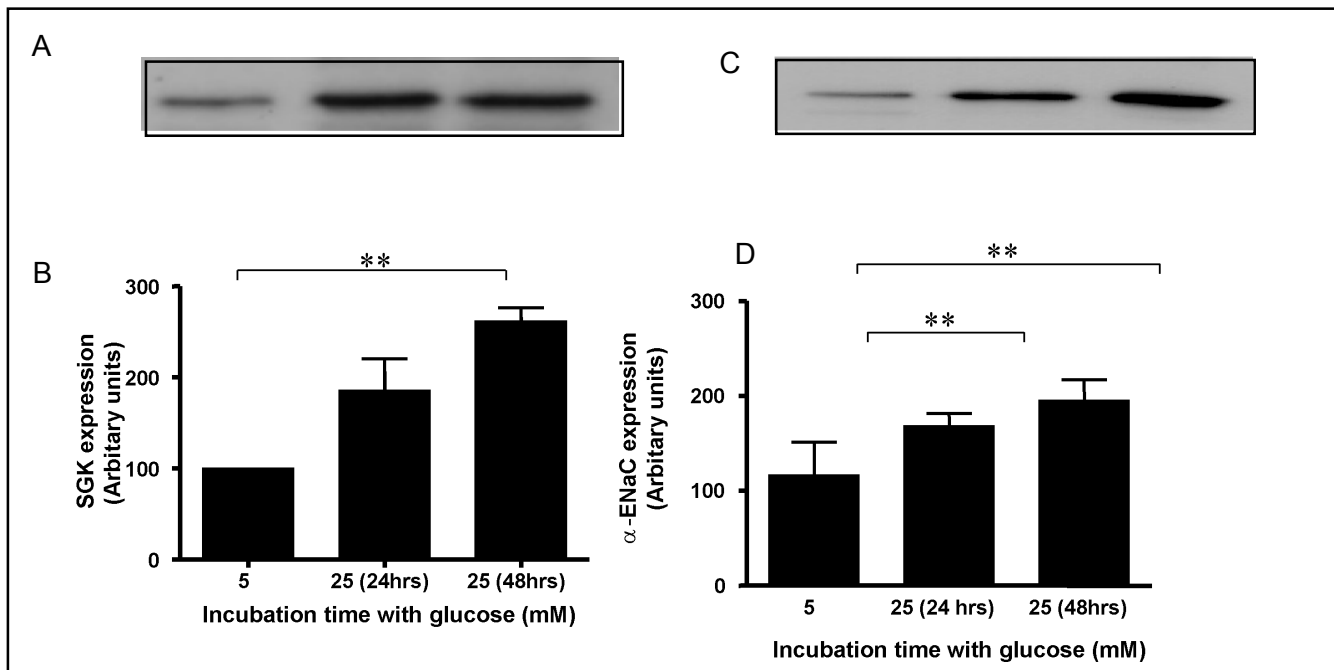 A
C
B
**
300
200
100
0
SGK expression
(Arbitary units)
5 25 (24hrs) 25 (48hrs)
Incubation time with glucose (mM)
D
**
**
300
200
100
0
α-ENaC expression
(Arbitary units)
5 25 (24 hrs) 25 (48hrs)
Incubation time with glucose (mM)